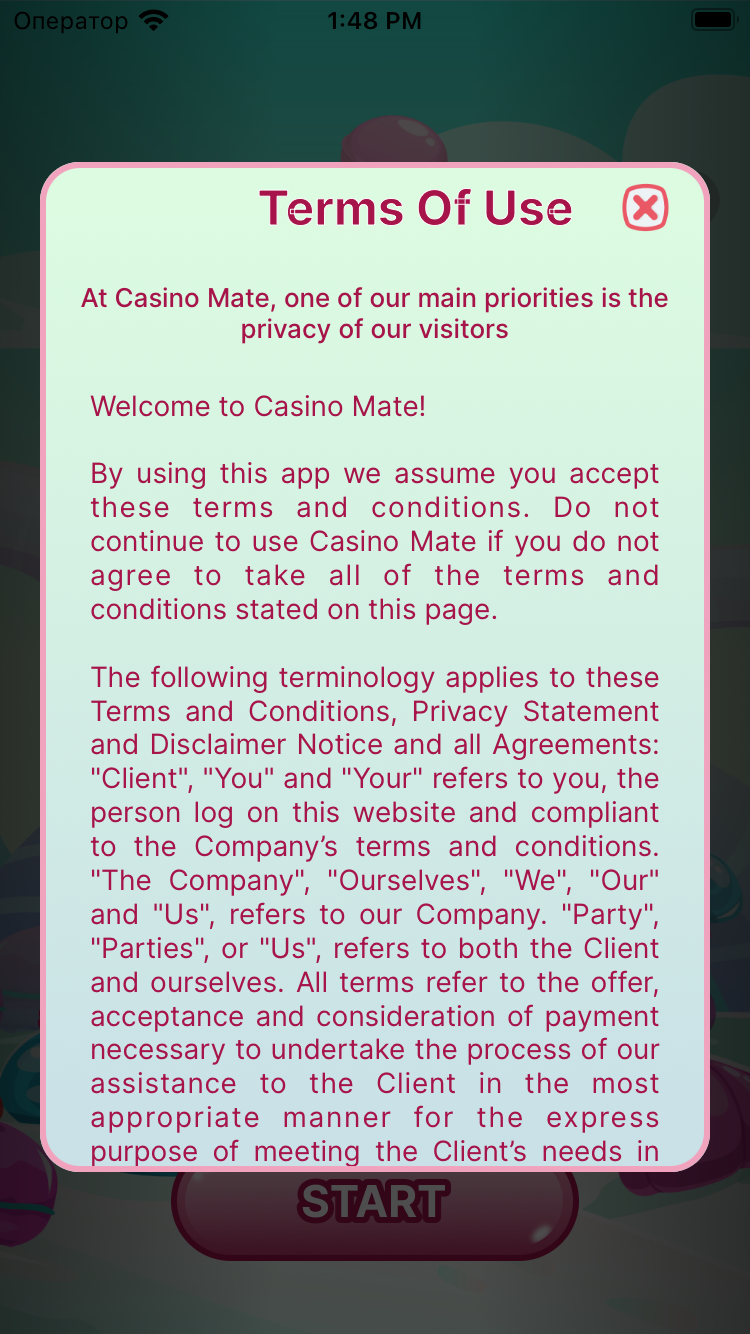 Оператор 1:48 PM
Terms Of Use
At Casino Mate, one of our main priorities is the
privacy of our visitors
Welcome to Casino Mate!
By using this app we assume you accept
these terms and conditions. Do not
continue to use Casino Mate if you do not
agree to take all of the terms and
conditions stated on this page.
The following terminology applies to these
Terms and Conditions, Privacy Statement
and Disclaimer Notice and all Agreements:
"Client", "You" and "Your" refers to you, the
person log on this website and compliant
to the Company’s terms and conditions.
"The Company", "Ourselves", "We", "Our"
and "Us", refers to our Company. "Party",
"Parties", or "Us", refers to both the Client
and ourselves. All terms refer to the offer,
acceptance and consideration of payment
necessary to undertake the process of our
assistance to the Client in the most
appropriate manner for the express
purpose of meeting the Client’s needs in
START